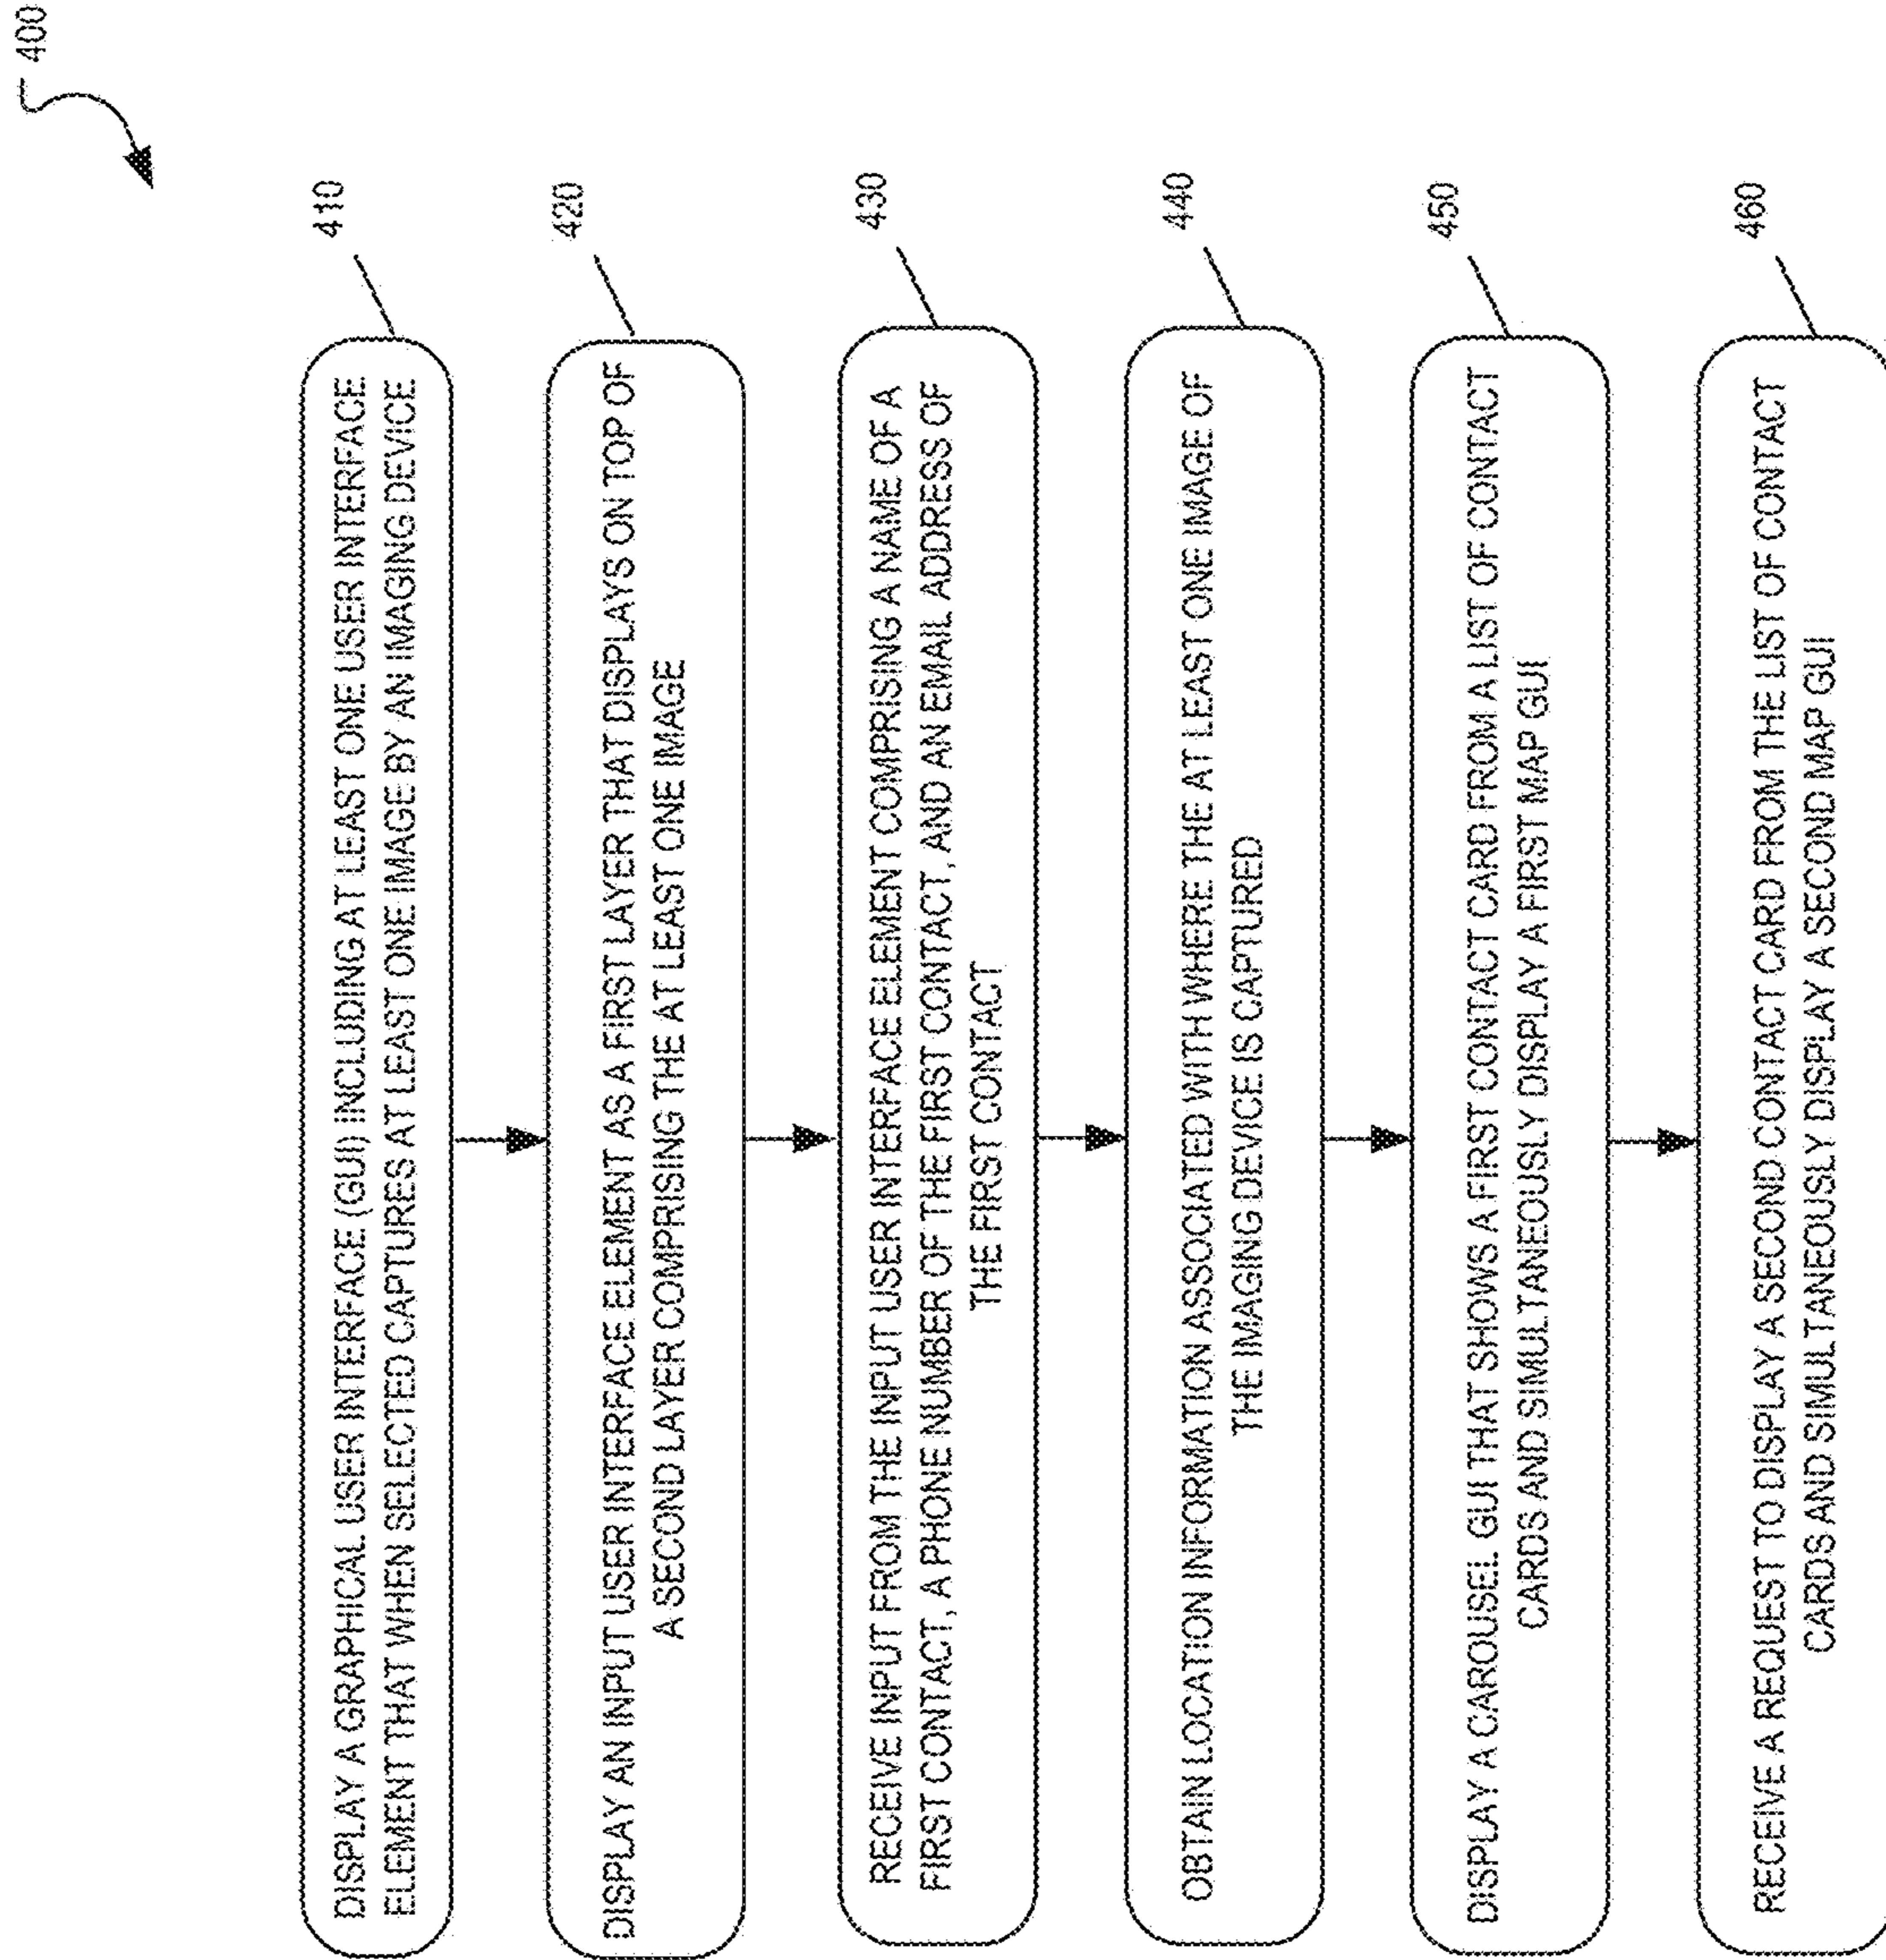 400
410
DISPLAY A GRAPHICAL USER INTERFACE (GUI) INCLUDING AT LEAST ONE USER INTERFACE
ELEMENT THAT WHEN SELECTED CAPTURES AT LEAST ONE IMAGE BY AN IMAGING DEVICE
420
DISPLAY AN INPUT USER INTERFACE ELEMENT AS A FIRST LAYER THAT DISPLAYS ON TOP OF
A SECOND LAYER COMPRISING THE AT LEAST ONE IMAGE
430
RECEIVE INPUT FROM THE INPUT USER INTERFACE ELEMENT COMPRISING A NAME OF A
FIRST CONTACT, A PHONE NUMBER OF THE FIRST CONTACT, AND AN EMAIL ADDRESS OF
THE FIRST CONTACT
440
OBTAIN LOCATION INFORMATION ASSOCIATED WITH WHERE THE AT LEAST ONE IMAGE OF
THE IMAGING DEVICE IS CAPTURED
450
DISPLAY A CAROUSEL GUI THAT SHOWS A FIRST CONTACT CARD FROM A LIST OF CONTACT
CARDS AND SIMULTANEOUSLY DISPLAY A FIRST MAP GUI
460
RECEIVE A REQUEST TO DISPLAY A SECOND CONTACT CARD FROM THE LIST OF CONTACT
CARDS AND SIMULTANEOUSLY DISPLAY A SECOND MAP GUI